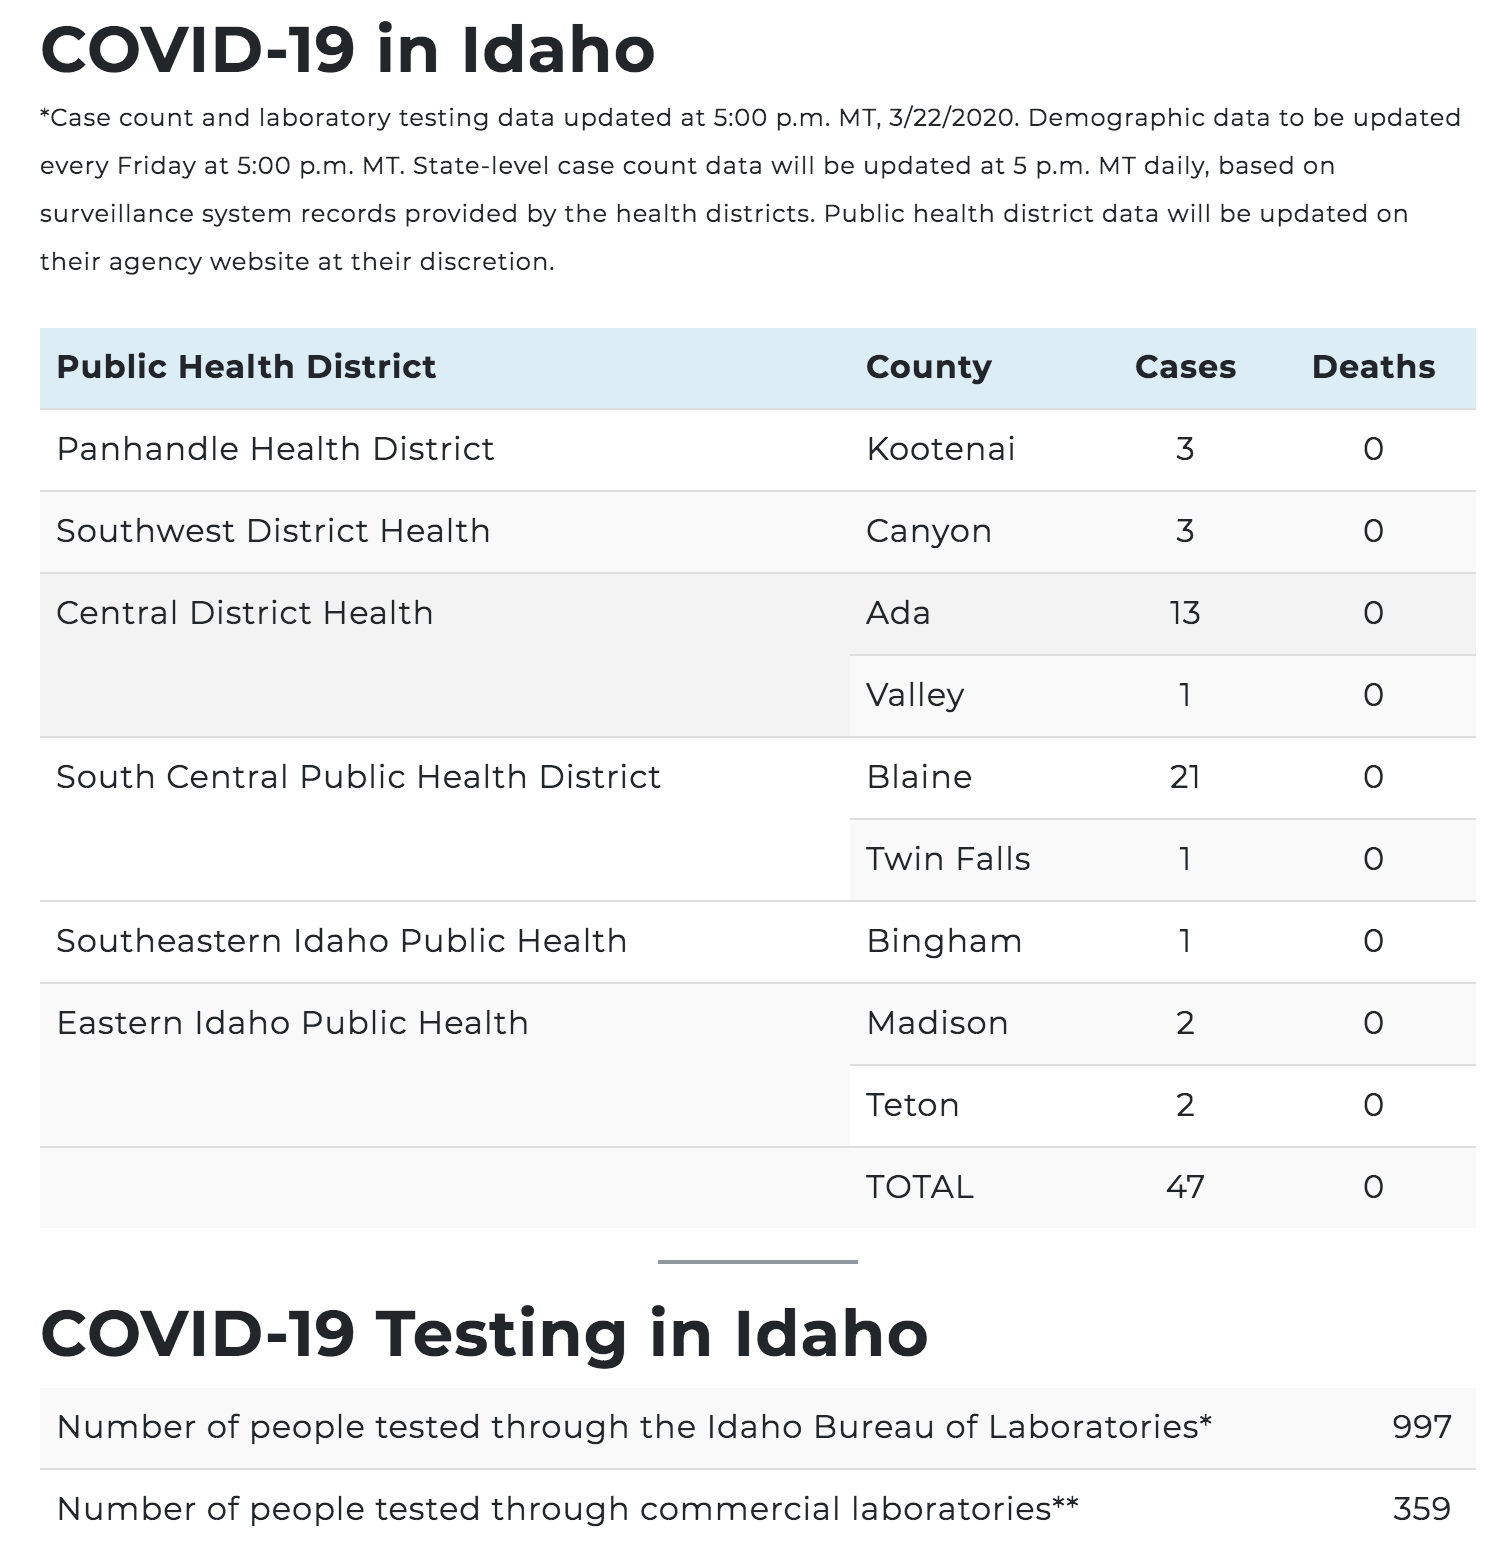 COVID-19 in Idaho
*Case count and laboratory testing data updated at 5:00 p.m. MT, 3/22/2020. Demographic data to be updated
every Friday at 5:00 p.m. MT. State-level case count data will be updated at 5 p.m. MT daily, based on
surveillance system records provided by the health districts. Public health district data will be updated on
their agency website at their discretion.
Public Health District County Cases Deaths
Panhandle Health District Kootenai 3 0
Southwest District Health Canyon 3 0
Central District Health Ada 13 0
Valley 1 0
South Central Public Health District Blaine 21 0
Twin Falls 1 0
Southeastern Idaho Public Health Bingham 1 0
Eastern Idaho Public Health Madison 2 0
Teton 2 0
TOTAL 47 0
COVID-19 Testing in Idaho
Number of people tested through the Idaho Bureau of Laboratories* 997
Number of people tested through commercial laboratories** 359